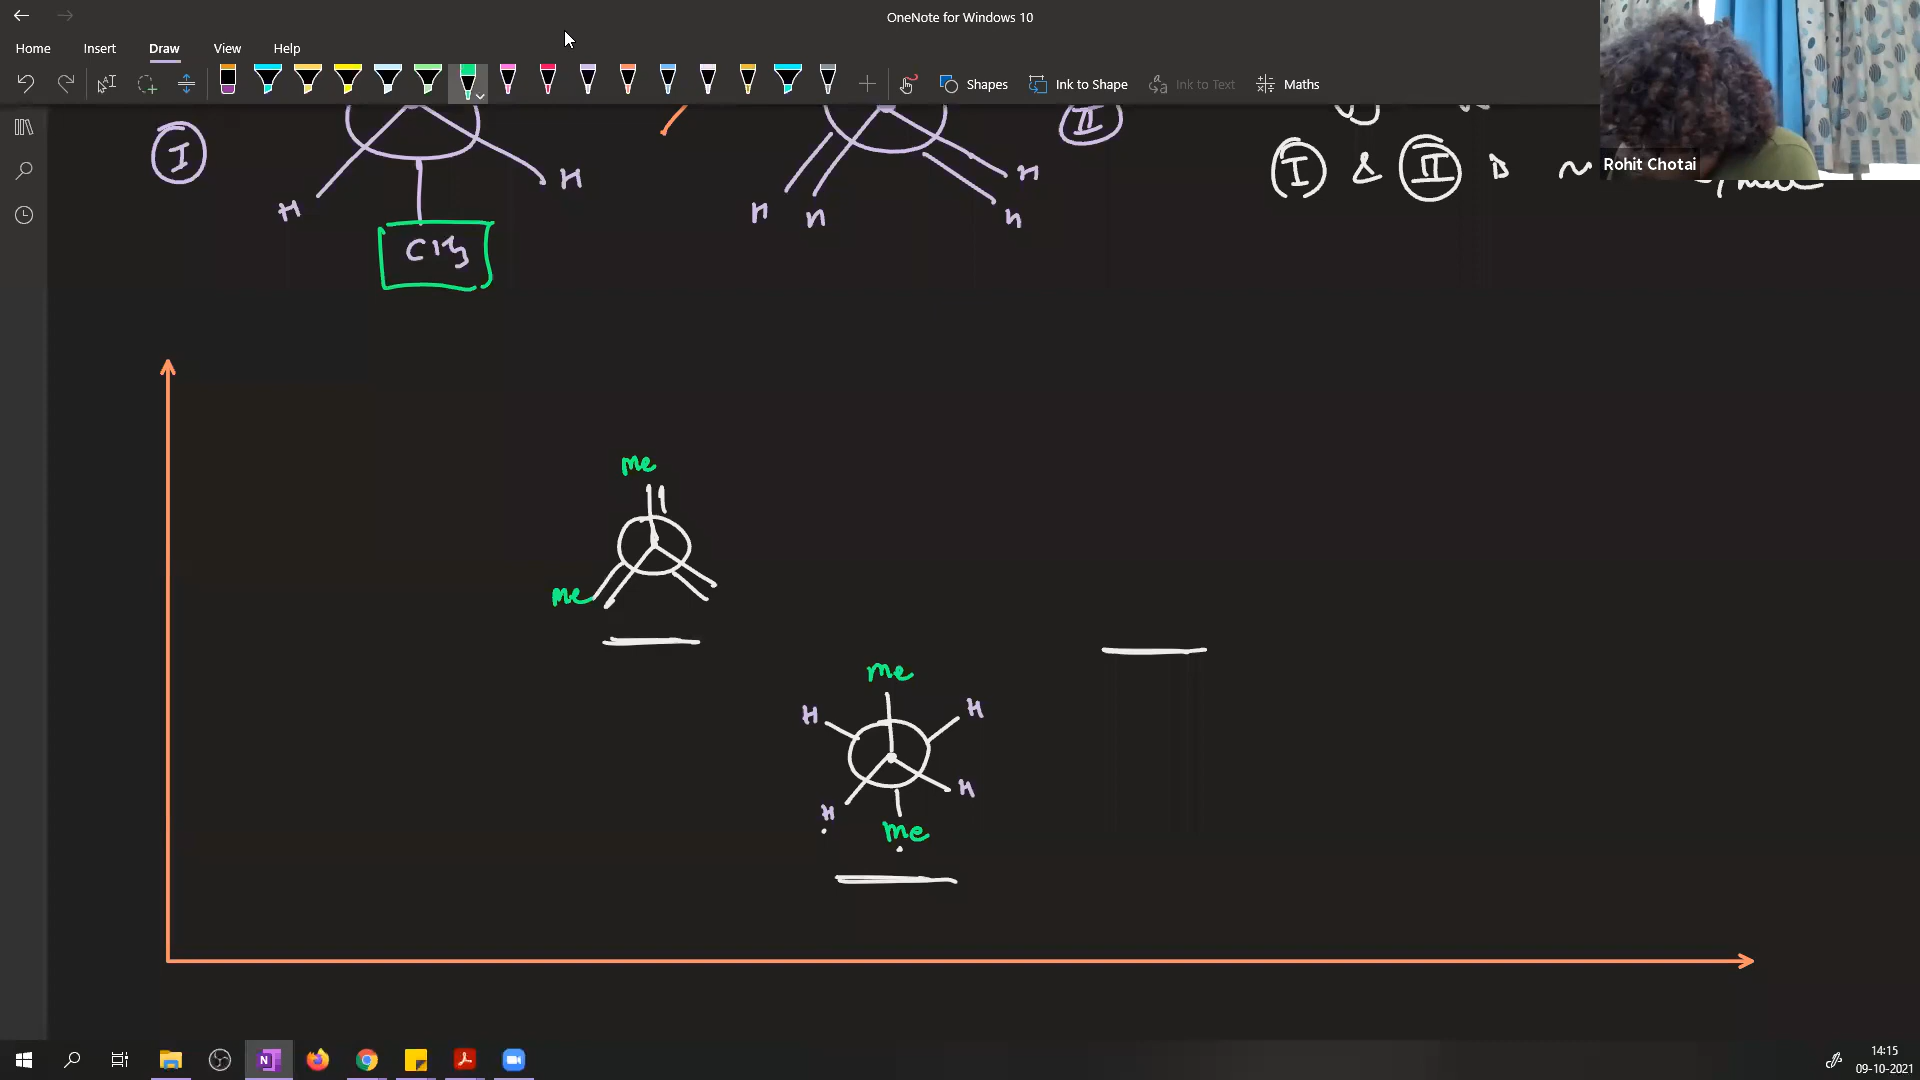 OneNote for Windows 10
Home Insert Draw View Help
Shapes Ink to Shape Ink to Text Maths
Rohit Chotai
I
H
H
CH3
H
H
H
H
II
I & II is ~
me
me
me
H
H
H
H
me
14:15
09-10-2021